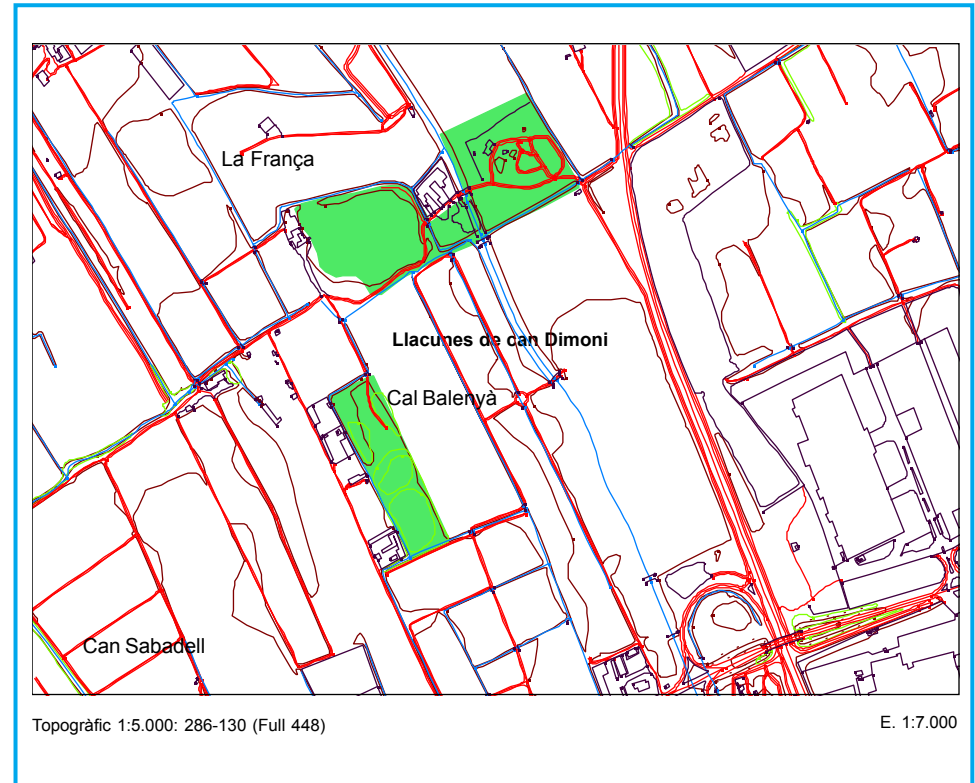 La França
Llacunes de can Dimoni
Cal Balenyà
Can Sabadell
Topogràfic 1:5.000: 286-130 (Full 448)
E. 1:7.000